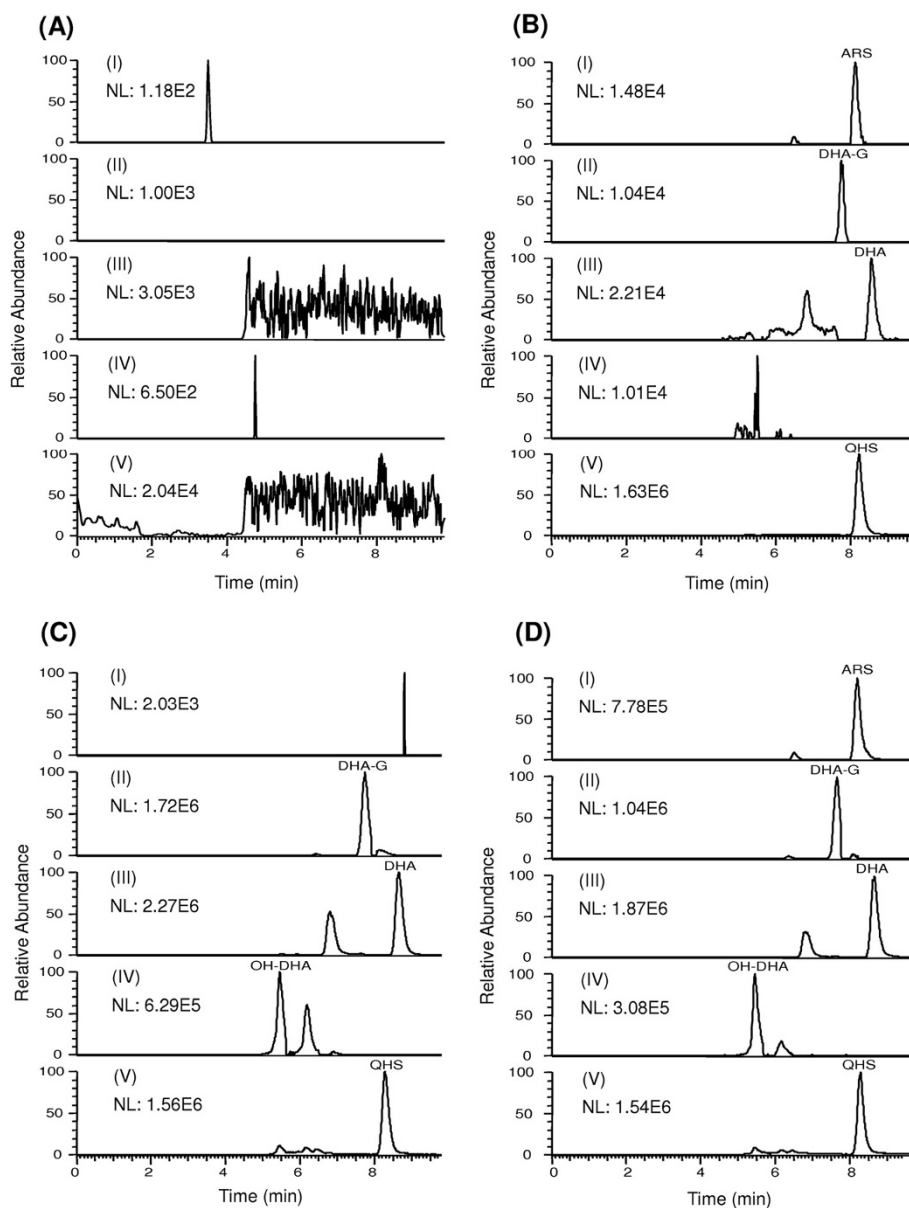 (A)
(I)
NL: 1.18E2
100
50
0
(II)
NL: 1.00E3
100
50
0
(III)
NL: 3.05E3
100
50
0
(IV)
NL: 6.50E2
100
50
0
(V)
NL: 2.04E4
100
50
0
Relative Abundance
0 2 4 6 8
Time (min)
(B)
ARS
(I)
NL: 1.48E4
100
50
0
DHA-G
(II)
NL: 1.04E4
100
50
0
DHA
(III)
NL: 2.21E4
100
50
0
(IV)
NL: 1.01E4
100
50
0
QHS
(V)
NL: 1.63E6
100
50
0
Relative Abundance
0 2 4 6 8
Time (min)
(C)
(I)
NL: 2.03E3
100
50
0
DHA-G
(II)
NL: 1.72E6
100
50
0
DHA
(III)
NL: 2.27E6
100
50
0
OH-DHA
(IV)
NL: 6.29E5
100
50
0
QHS
(V)
NL: 1.56E6
100
50
0
Relative Abundance
0 2 4 6 8
Time (min)
(D)
ARS
(I)
NL: 7.78E5
100
50
0
DHA-G
(II)
NL: 1.04E6
100
50
0
DHA
(III)
NL: 1.87E6
100
50
0
OH-DHA
(IV)
NL: 3.08E5
100
50
0
QHS
(V)
NL: 1.54E6
100
50
0
Relative Abundance
0 2 4 6 8
Time (min)